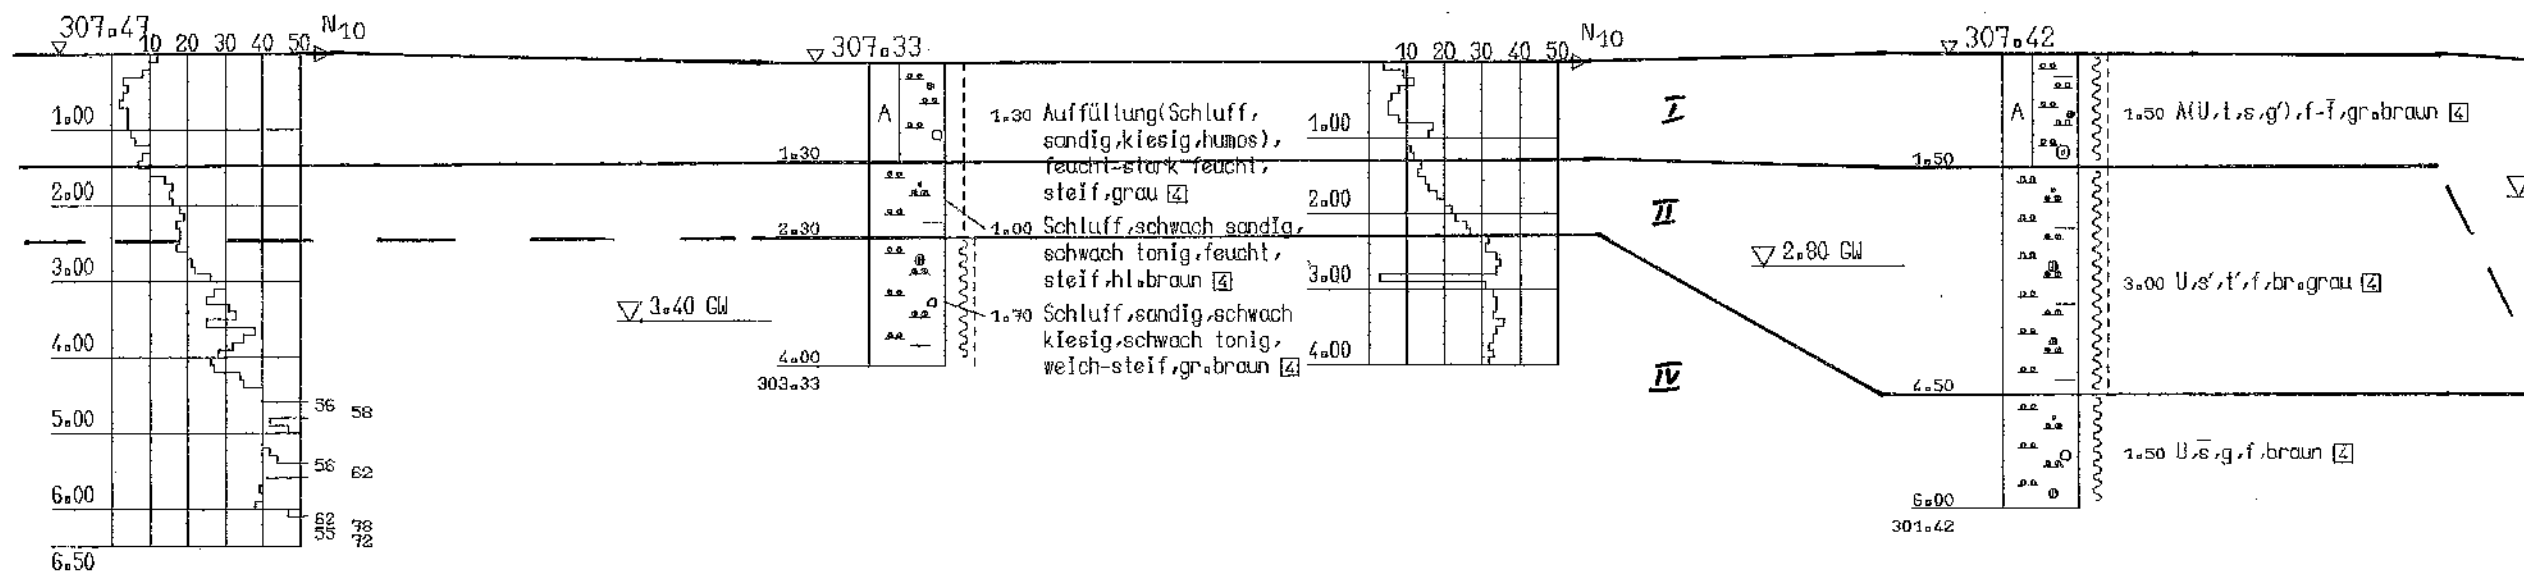 307.47
N10
10 20 30 40 50
1.00
2.00
3.00
4.00
5.00
6.00
6.50
56 58
56 62
62 78
55 72
307.33
A
1.30
2.30
4.00
303.33
3.40 GW
1.30 Auffüllung(Schluff,
sandig,kiesig,humos),
feucht-stark feucht,
steif,grau 4
1.00 Schluff,schwach sandig,
schwach tonig,feucht,
steif,hl.braun 4
1.70 Schluff,sandig,schwach
kiesig,schwach tonig,
weich-steif,gr.braun 4
N10
10 20 30 40 50
1.00
2.00
3.00
4.00
I
II
IV
2.80 GW
307.42
A
1.50
4.50
6.00
301.42
1.50 A(U,t,s,g'),f-f̄,gr.braun 4
3.00 U,s',t',f,br.grau 4
1.50 U,s̄,g,f,braun 4